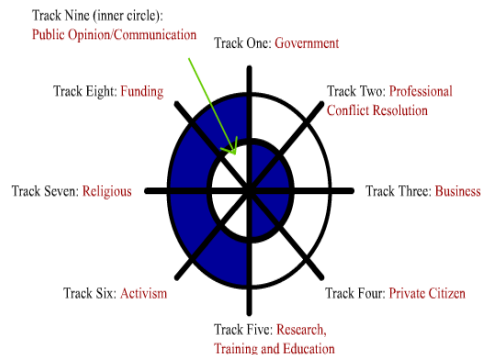 Track Nine (inner circle):
Public Opinion/Communication
Track One: Government
Track Eight: Funding
Track Two: Professional
Conflict Resolution
Track Seven: Religious
Track Three: Business
Track Six: Activism
Track Four: Private Citizen
Track Five: Research,
Training and Education